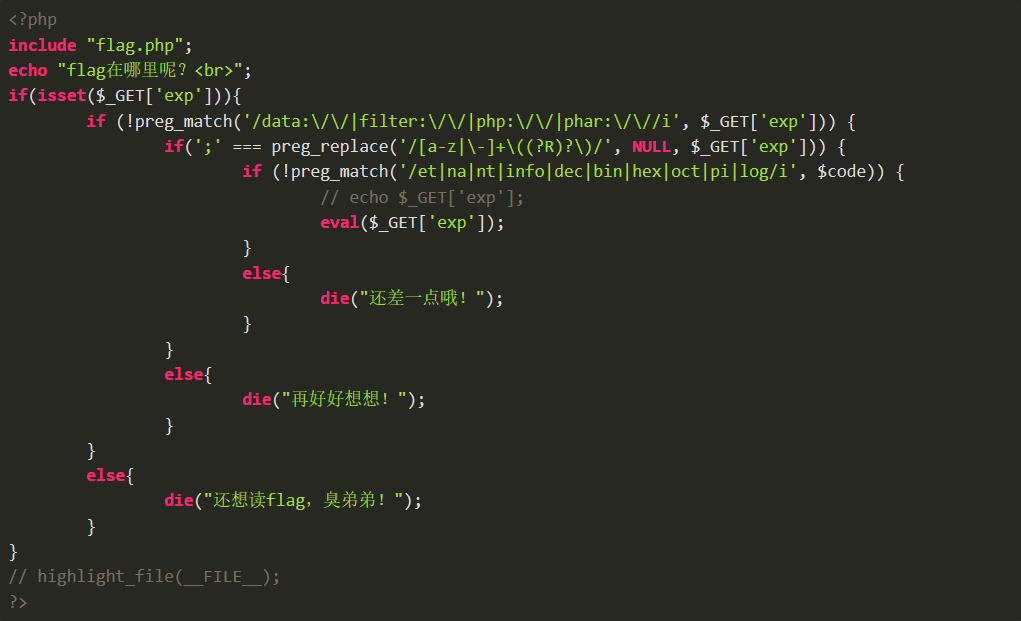 <?php
include "flag.php";
echo "flag在哪里呢？<br>";
if(isset($_GET['exp'])){
        if (!preg_match('/data:\/\/|filter:\/\/|php:\/\/|phar:\/\//i', $_GET['exp'])) {
                if(';' === preg_replace('/[a-z|\-]+\((?R)?\)/', NULL, $_GET['exp'])) {
                        if (!preg_match('/et|na|nt|info|dec|bin|hex|oct|pi|log/i', $code)) {
                                // echo $_GET['exp'];
                                eval($_GET['exp']);
                        }
                        else{
                                die("还差一点哦！");
                        }
                }
                else{
                        die("再好好想想！");
                }
        }
        else{
                die("还想读flag，臭弟弟！");
        }
}
// highlight_file(__FILE__);
?>